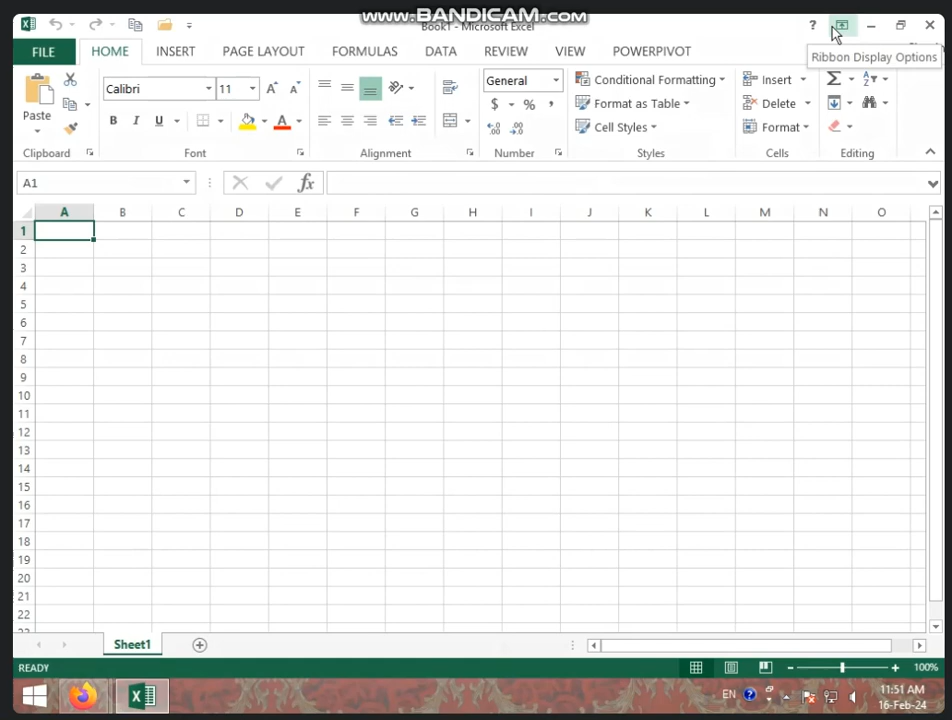 www.BANDICAM.com
Book1 - Microsoft Excel
?
Ribbon Display Options
FILE HOME INSERT PAGE LAYOUT FORMULAS DATA REVIEW VIEW POWERPIVOT
Paste
Calibri 11
B I U A
General
$ % ,
Conditional Formatting
Format as Table
Cell Styles
Insert
Delete
Format
Clipboard Font Alignment Number Styles Cells Editing
A1 fx
A B C D E F G H I J K L M N O
1
2
3
4
5
6
7
8
9
10
11
12
13
14
15
16
17
18
19
20
21
22
23
Sheet1
READY 100%
EN 11:51 AM
16-Feb-24